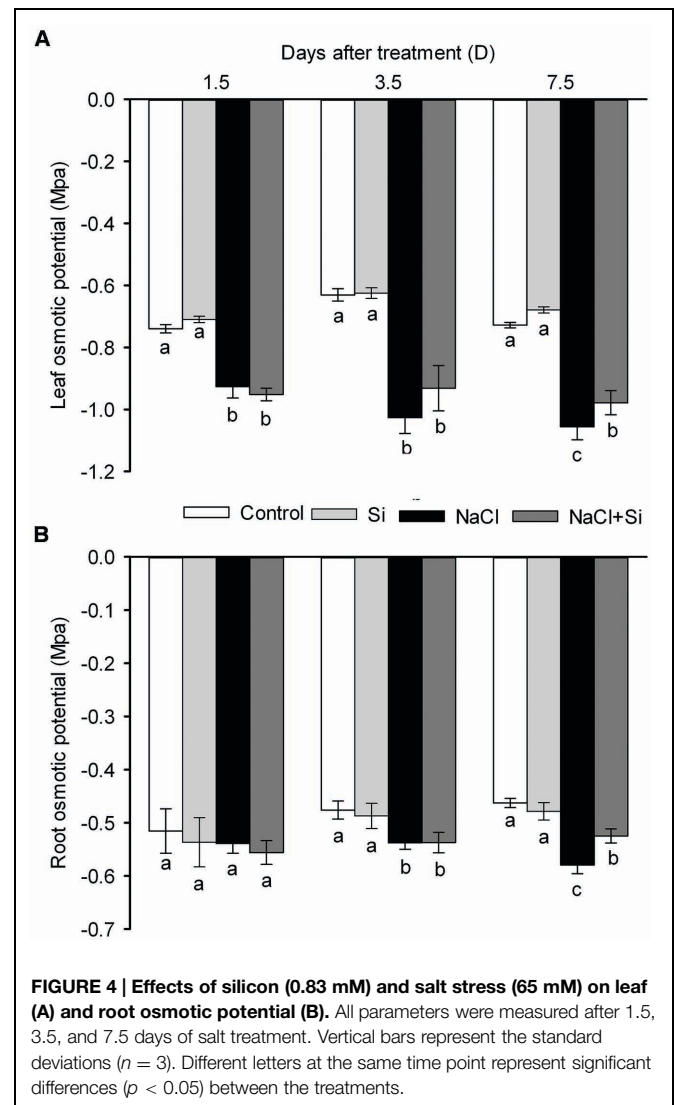 A
Days after treatment (D)
1.5 3.5 7.5
Leaf osmotic potential (Mpa)
0.0
-0.2
-0.4
-0.6
-0.8
-1.0
-1.2
a a b b
a a b b
a a c b
Control Si NaCl NaCl+Si
B
Root osmotic potential (Mpa)
0.0
-0.1
-0.2
-0.3
-0.4
-0.5
-0.6
-0.7
a a a a
a a b b
a a c b
FIGURE 4 | Effects of silicon (0.83 mM) and salt stress (65 mM) on leaf
(A) and root osmotic potential (B). All parameters were measured after 1.5,
3.5, and 7.5 days of salt treatment. Vertical bars represent the standard
deviations (n = 3). Different letters at the same time point represent significant
differences (p < 0.05) between the treatments.